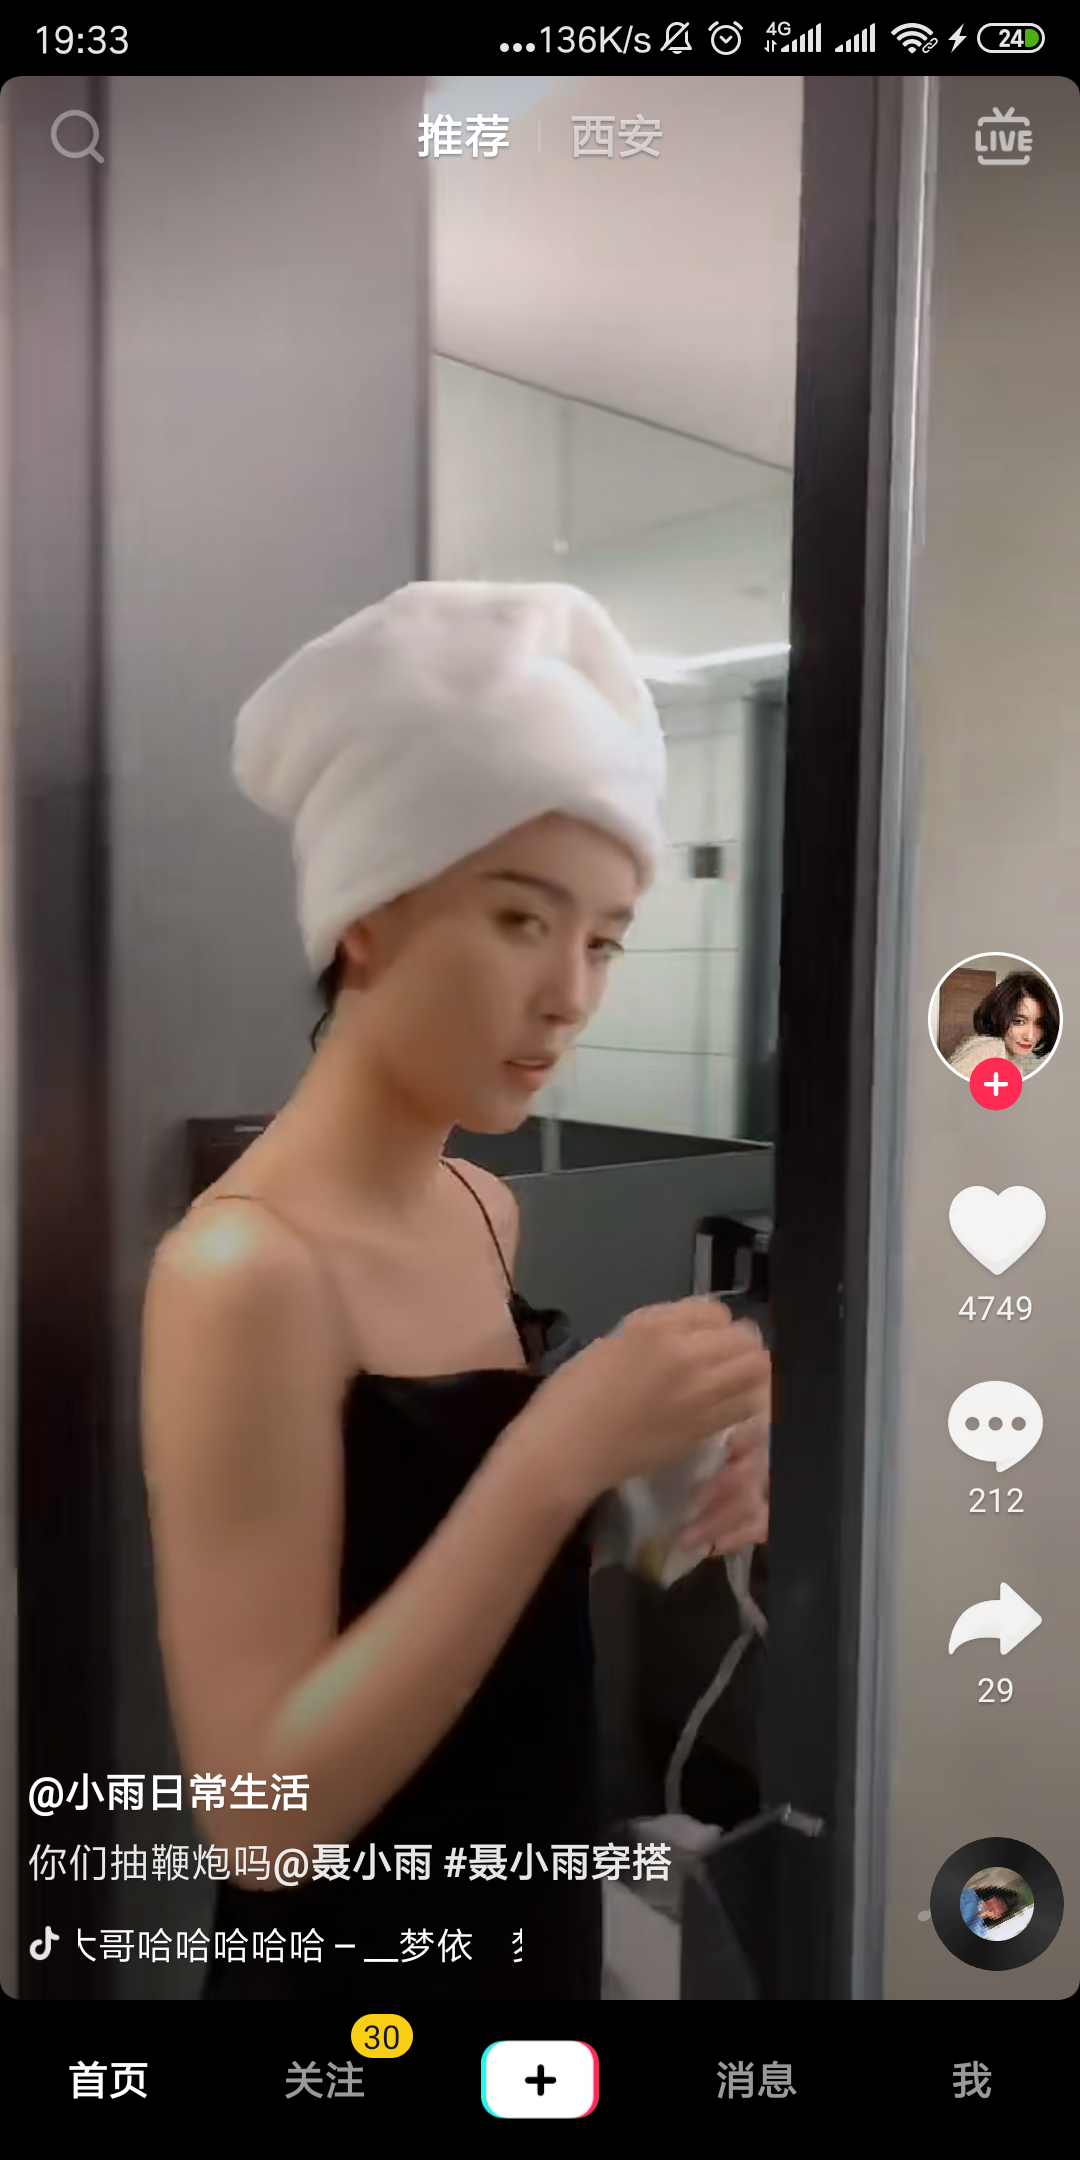 19:33
...136K/s 4G 24
推荐 西安 LIVE
4749
212
29
@小雨日常生活
你们抽鞭炮吗@聂小雨 #聂小雨穿搭
大哥哈哈哈哈哈 – __梦依
30
首页 关注 消息 我